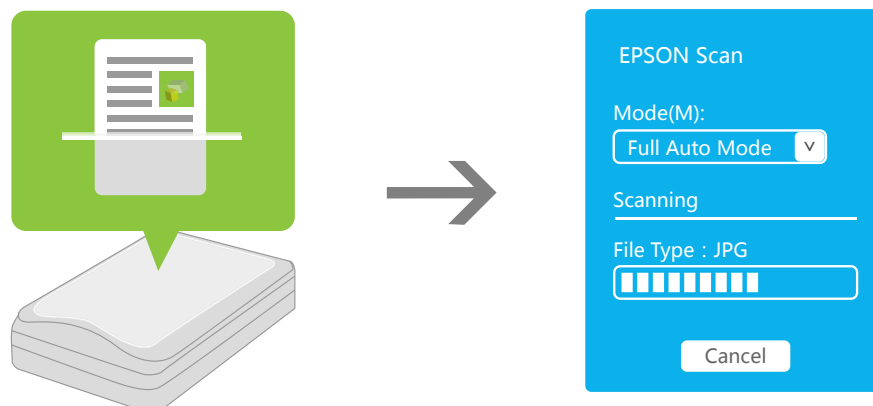 EPSON Scan
Mode(M):
Full Auto Mode
Scanning
File Type : JPG
Cancel